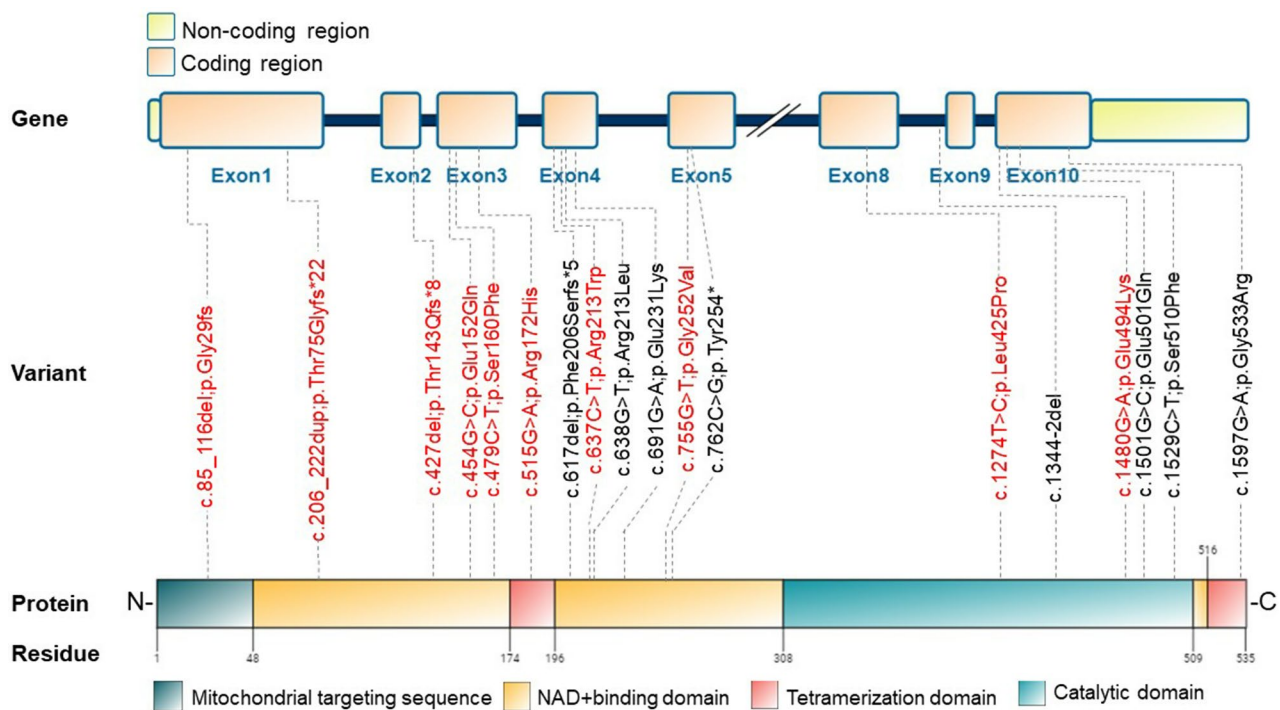 Non-coding region
Coding region
Gene
Exon1 Exon2 Exon3 Exon4 Exon5 Exon8 Exon9 Exon10
Variant
c.85_116del;p.Gly29fs
c.206_222dup;p.Thr75Glyfs*22
c.427del;p.Thr143Qfs*8
c.454G>C;p.Glu152Gln
c.479C>T;p.Ser160Phe
c.515G>A;p.Arg172His
c.617del;p.Phe206Serfs*5
c.637C>T;p.Arg213Trp
c.638G>T;p.Arg213Leu
c.691G>A;p.Glu231Lys
c.755G>T;p.Gly252Val
c.762C>G;p.Tyr254*
c.1274T>C;p.Leu425Pro
c.1344-2del
c.1480G>A;p.Glu494Lys
c.1501G>C;p.Glu501Gln
c.1529C>T;p.Ser510Phe
c.1597G>A;p.Gly533Arg
516
Protein N- -C
Residue 1 48 174 196 308 509 535
Mitochondrial targeting sequence NAD+binding domain Tetramerization domain Catalytic domain